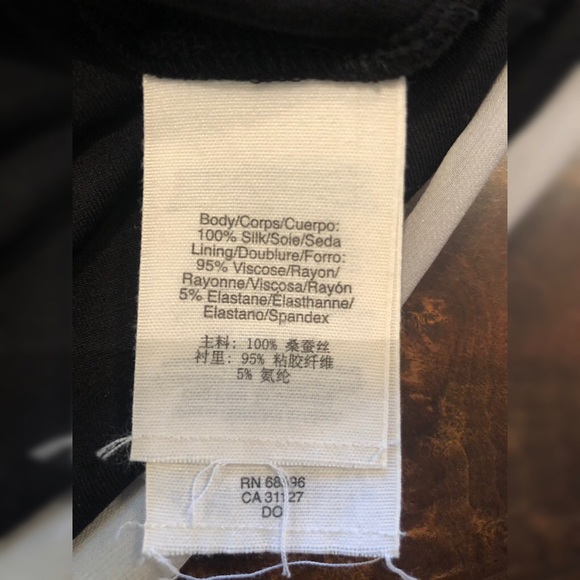 Body/Corps/Cuerpo:
100% Silk/Soie/Seda
Lining/Doublure/Forro:
95% Viscose/Rayon/
Rayonne/Viscosa/Rayón
5% Elastane/Élasthanne/
Elastano/Spandex
主料: 100% 桑蚕丝
衬里: 95% 粘胶纤维
5% 氨纶
RN
CA 31127
DO